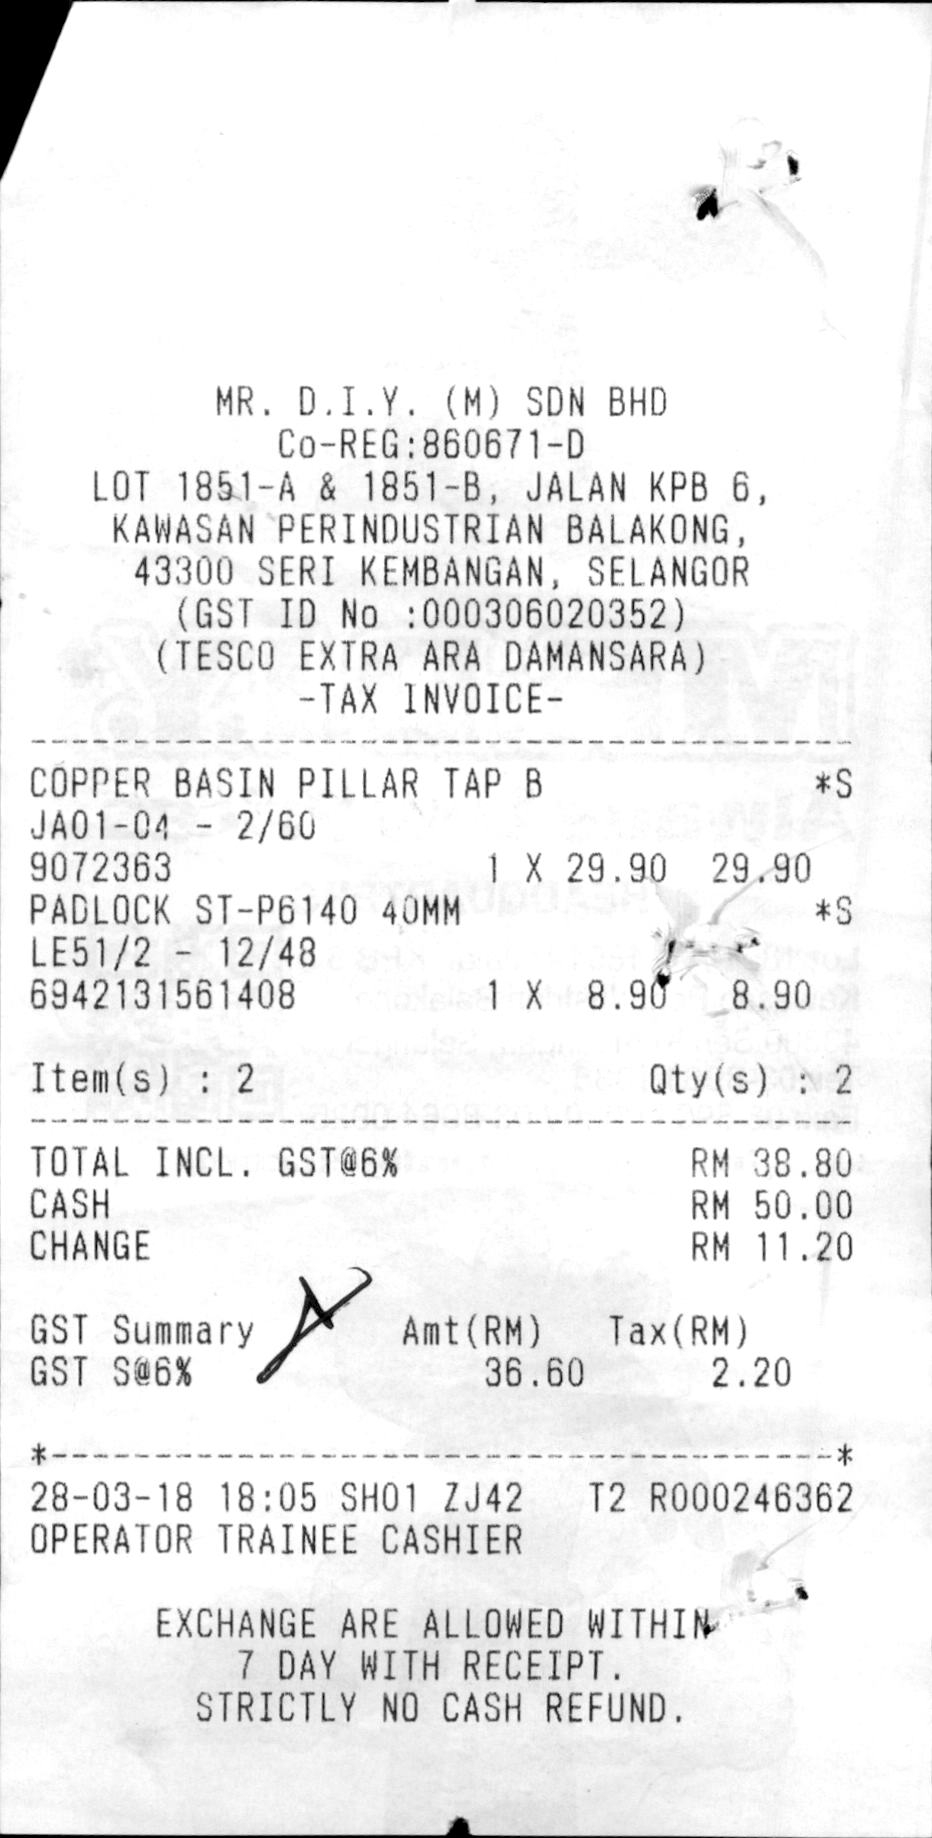 MR. D.I.Y. (M) SDN BHD
Co-REG:860671-D
LOT 1851-A & 1851-B, JALAN KPB 6,
KAWASAN PERINDUSTRIAN BALAKONG,
43300 SERI KEMBANGAN, SELANGOR
(GST ID No :000306020352)
(TESCO EXTRA ARA DAMANSARA)
-TAX INVOICE-
COPPER BASIN PILLAR TAP B *S
JA01-04 - 2/60
9072363 1 X 29.90 29.90
PADLOCK ST-P6140 40MM *S
LE51/2 - 12/48
6942131561408 1 X 8.90 8.90
Item(s) : 2 Qty(s) : 2
TOTAL INCL. GST@6% RM 38.80
CASH RM 50.00
CHANGE RM 11.20
GST Summary Amt(RM) Tax(RM)
GST S@6% 36.60 2.20
*--------------------------------------*
28-03-18 18:05 SH01 ZJ42 T2 R000246362
OPERATOR TRAINEE CASHIER
EXCHANGE ARE ALLOWED WITHIN
7 DAY WITH RECEIPT.
STRICTLY NO CASH REFUND.